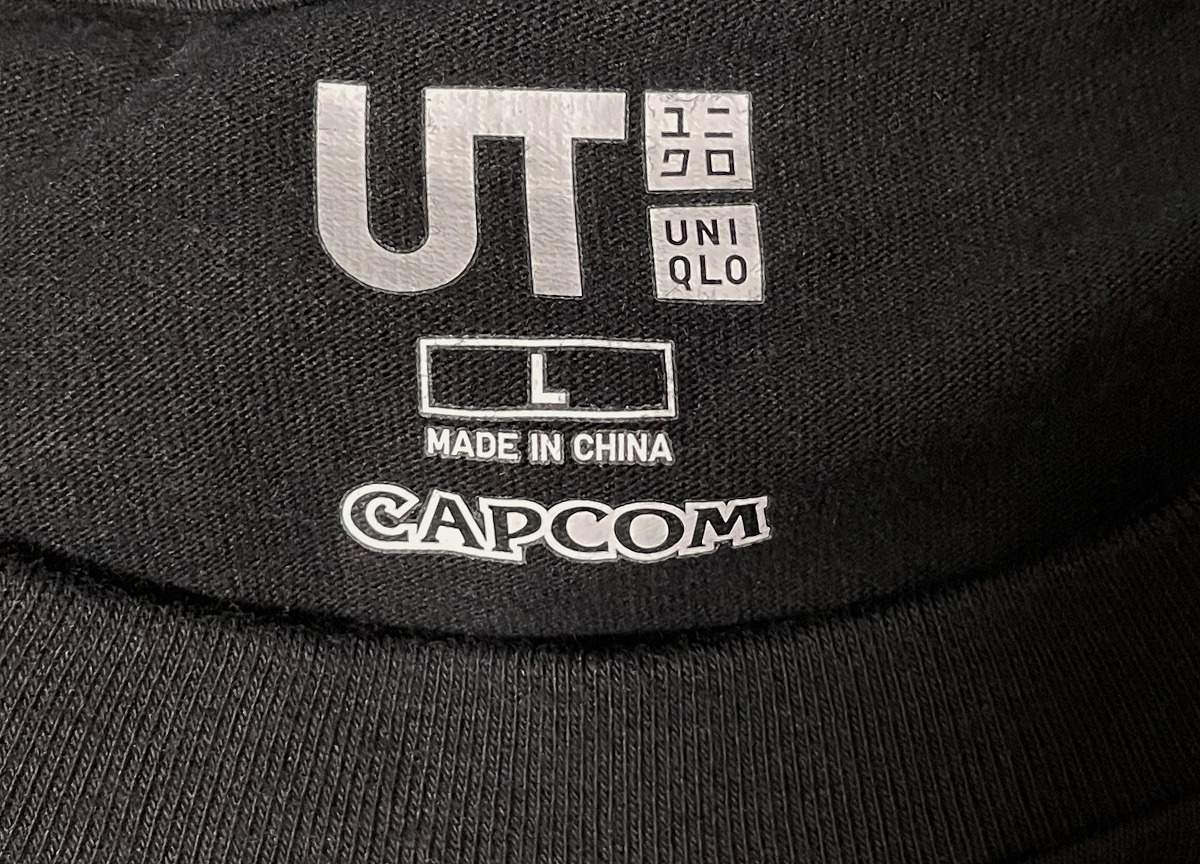 UT
ユニ
クロ
UNI
QLO
L
MADE IN CHINA
CAPCOM